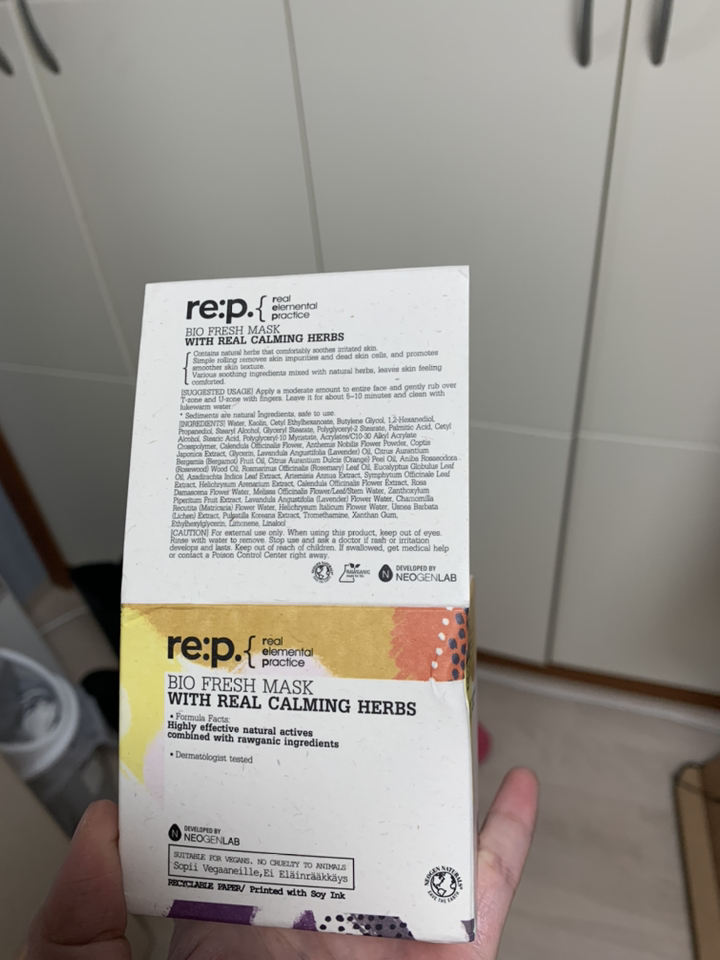 re:p. { real
elemental
practice
BIO FRESH MASK
WITH REAL CALMING HERBS
Contains natural herbs that comfortably soothes irritated skin.
Simple rolling removes skin impurities and dead skin cells, and promotes
smoother skin texture.
Various soothing ingredients mixed with natural herbs, leaves skin feeling
comforted.
[SUGGESTED USAGE] Apply a moderate amount to entire face and gently rub over
T-zone and U-zone with fingers. Leave it for about 5-10 minutes and clean with
lukewarm water.
* Sediments are natural Ingredients, safe to use.
[INGREDIENTS] Water, Kaolin, Cetyl Ethylhexanoate, Butylene Glycol, 1,2-Hexanediol,
Propanediol, Stearyl Alcohol, Glyceryl Stearate, Polyglyceryl-2 Stearate, Palmitic Acid, Cetyl
Alcohol, Stearic Acid, Polyglyceryl-10 Myristate, Acrylates/C10-30 Alkyl Acrylate
Crosspolymer, Calendula Officinalis Flower, Anthemis Nobilis Flower Powder, Coptis
Japonica Extract, Glycerin, Lavandula Angustifolia (Lavender) Oil, Citrus Aurantium
Bergamia (Bergamot) Fruit Oil, Citrus Aurantium Dulcis (Orange) Peel Oil, Aniba Rosaeodora
(Rosewood) Wood Oil, Rosmarinus Officinalis (Rosemary) Leaf Oil, Eucalyptus Globulus Leaf
Oil, Azadirachta Indica Leaf Extract, Artemisia Annua Extract, Symphytum Officinale Leaf
Extract, Helichrysum Arenarium Extract, Calendula Officinalis Flower Extract, Rosa
Damascena Flower Water, Melissa Officinalis Flower/Leaf/Stem Water, Zanthoxylum
Piperitum Fruit Extract, Lavandula Angustifolia (Lavender) Flower Water, Chamomilla
Recutita (Matricaria) Flower Water, Helichrysum Italicum Flower Water, Usnea Barbata
(Lichen) Extract, Pulsatilla Koreana Extract, Tromethamine, Xanthan Gum,
Ethylhexylglycerin, Limonene, Linalool
[CAUTION] For external use only. When using this product, keep out of eyes.
Rinse with water to remove. Stop use and ask a doctor if rash or irritation
develops and lasts. Keep out of reach of children. If swallowed, get medical help
or contact a Poison Control Center right away.
RAWGANIC
N DEVELOPED BY
NEOGENLAB
re:p. { real
elemental
practice
BIO FRESH MASK
WITH REAL CALMING HERBS
• Formula Facts:
Highly effective natural actives
combined with rawganic ingredients
• Dermatologist tested
N DEVELOPED BY
NEOGENLAB
SUITABLE FOR VEGANS, NO CRUELTY TO ANIMALS
Sopii Vegaaneille,Ei Eläinrääkkäys
RECYCLABLE PAPER/ Printed with Soy Ink
NEOGEN NATURALS
SAVE THE EARTH